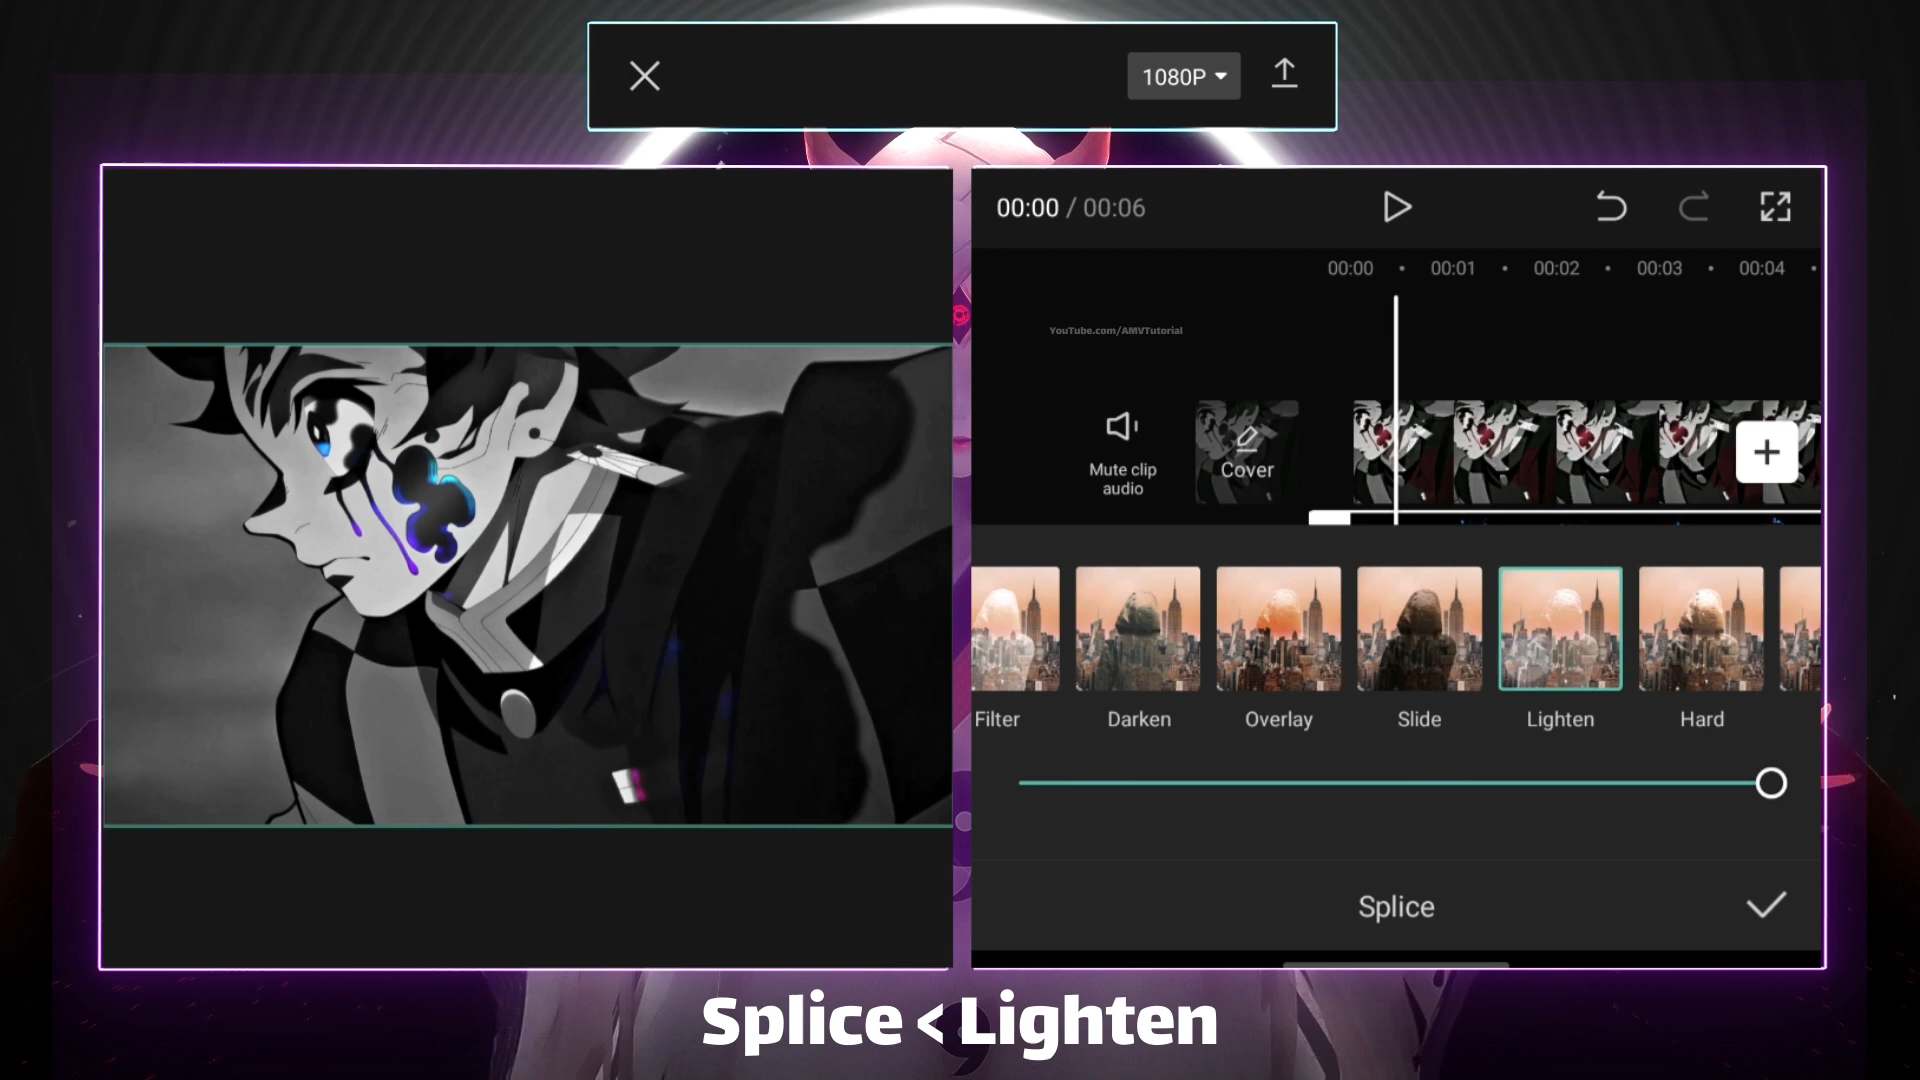 1080P
00:00 / 00:06
00:00 • 00:01 • 00:02 • 00:03 • 00:04 •
YouTube.com/AMVTutorial
Mute clip
audio
Cover
Filter Darken Overlay Slide Lighten Hard
Splice
Splice < Lighten